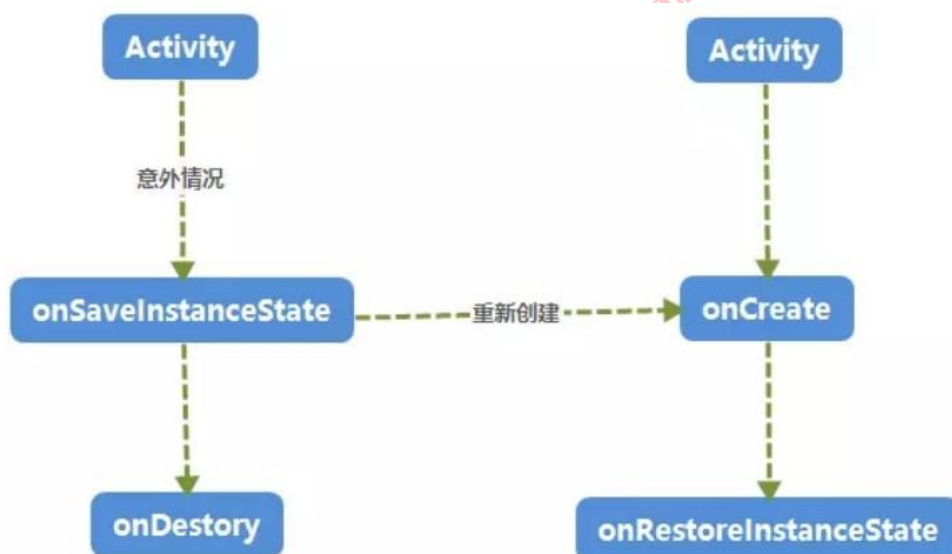 Activity
Activity
意外情况
onSaveInstanceState
重新创建
onCreate
onDestory
onRestoreInstanceState